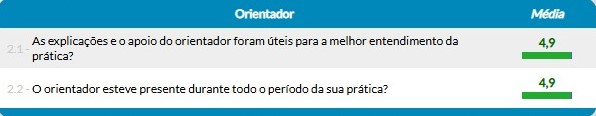 Orientador Média
2.1 - As explicações e o apoio do orientador foram úteis para a melhor entendimento da 4,9
prática?
2.2 - O orientador esteve presente durante todo o período da sua prática? 4,9